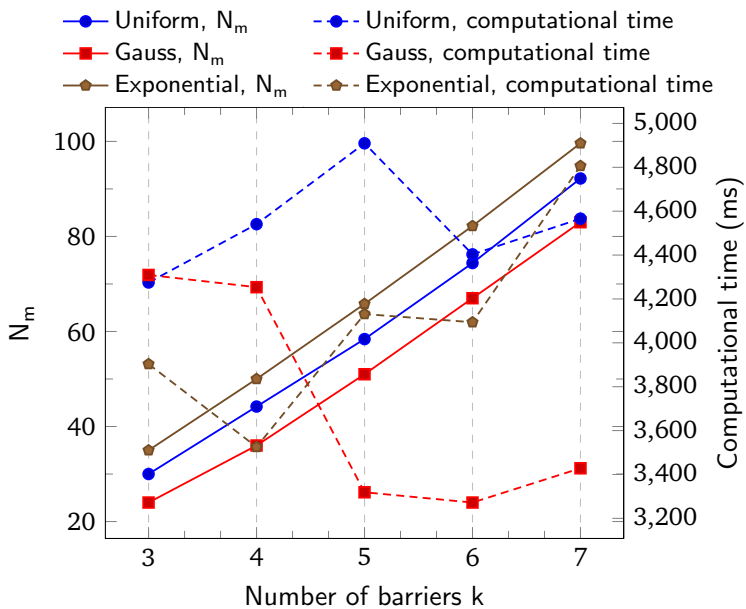 Uniform, N_m Uniform, computational time
Gauss, N_m Gauss, computational time
Exponential, N_m Exponential, computational time
100
80
60
40
20
N_m
5,000
4,800
4,600
4,400
4,200
4,000
3,800
3,600
3,400
3,200
Computational time (ms)
3 4 5 6 7
Number of barriers k